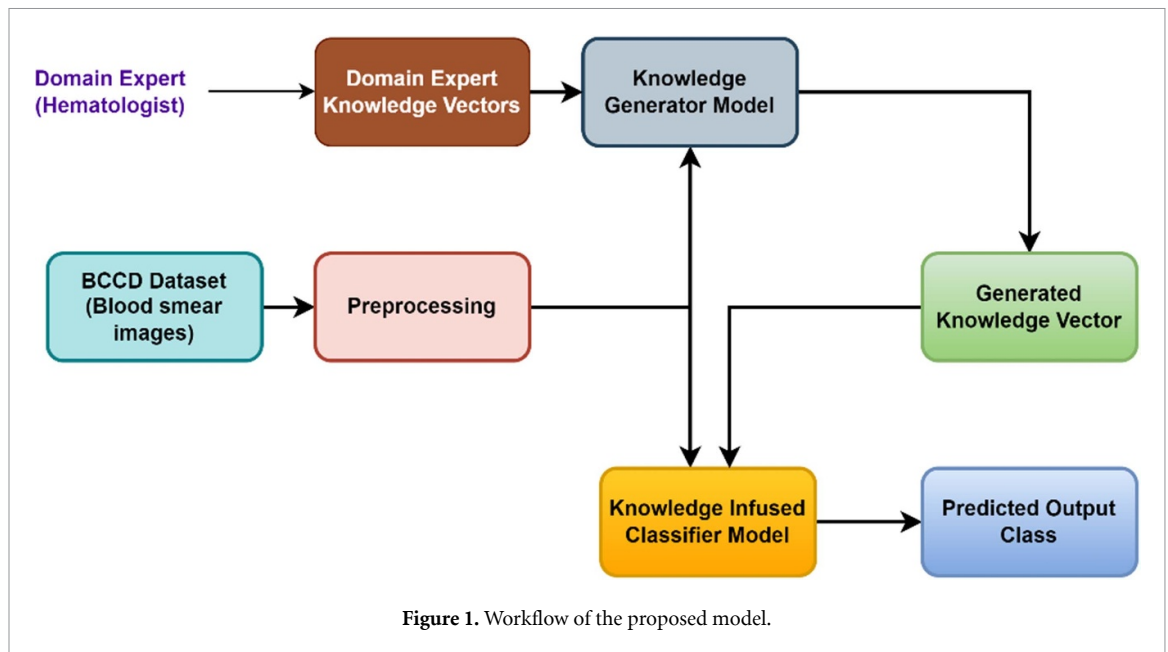 Domain Expert
(Hematologist)
Domain Expert
Knowledge Vectors
Knowledge
Generator Model
BCCD Dataset
(Blood smear
images)
Preprocessing
Generated
Knowledge Vector
Knowledge Infused
Classifier Model
Predicted Output
Class
Figure 1. Workflow of the proposed model.